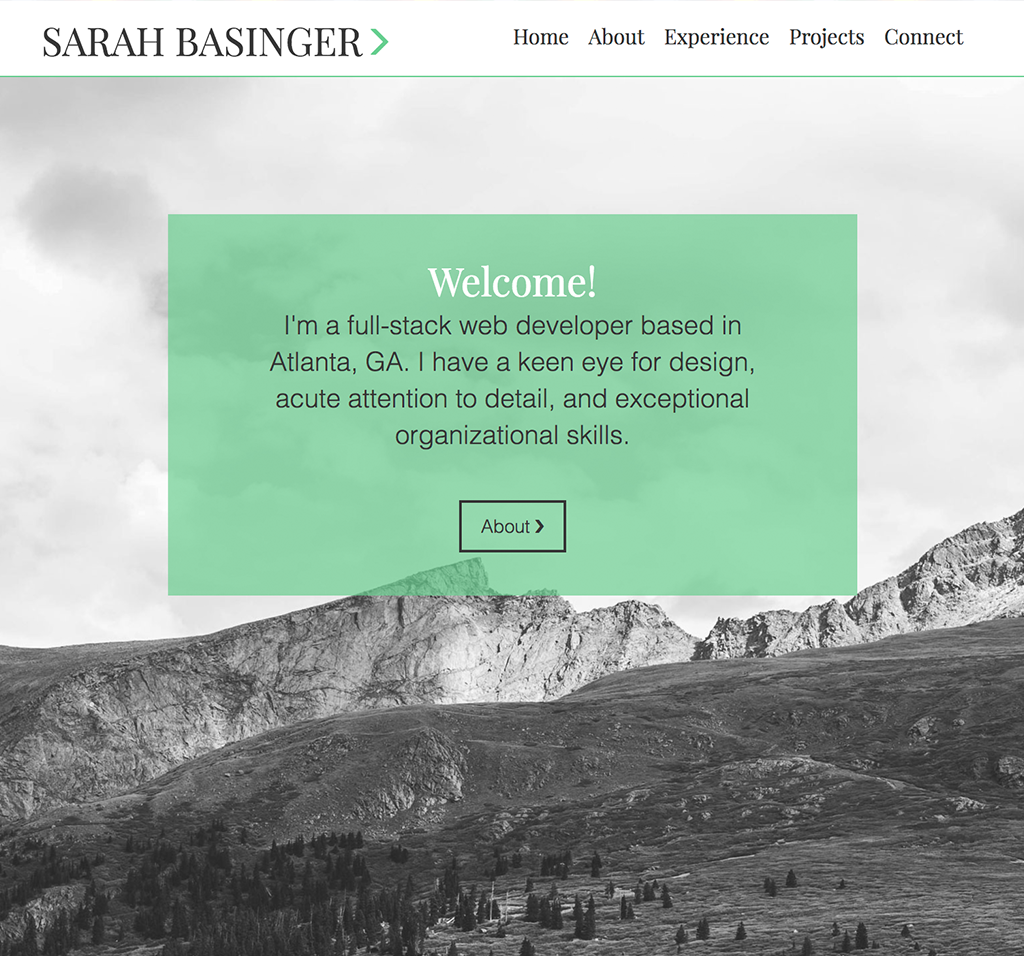 SARAH BASINGER
Home About Experience Projects Connect
Welcome!
I'm a full-stack web developer based in
Atlanta, GA. I have a keen eye for design,
acute attention to detail, and exceptional
organizational skills.
About